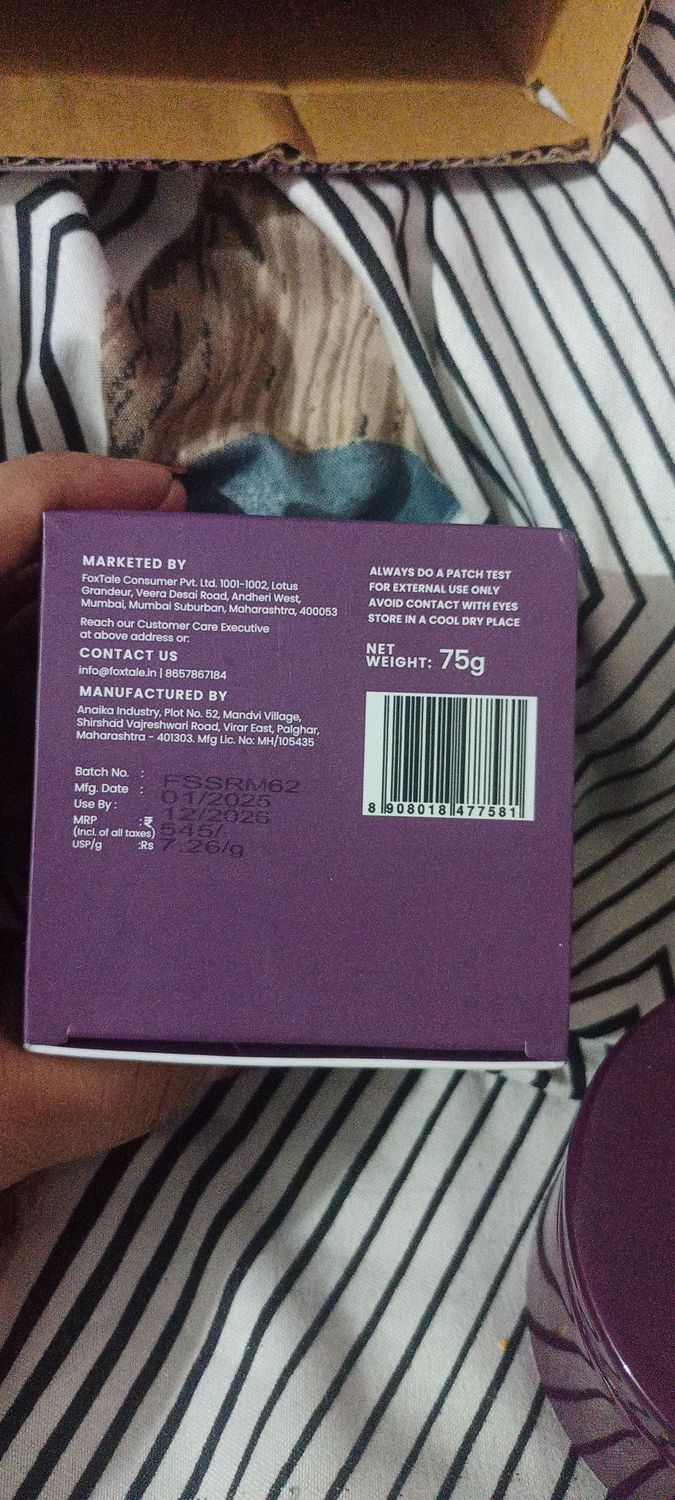 MARKETED BY
FoxTale Consumer Pvt. Ltd. 1001-1002, Lotus
Grandeur, Veera Desai Road, Andheri West,
Mumbai, Mumbai Suburban, Maharashtra, 400053
Reach our Customer Care Executive
at above address or:
CONTACT US
info@foxtale.in | 8657867184
MANUFACTURED BY
Anaika Industry, Plot No. 52, Mandvi Village,
Shirshad Vajreshwari Road, Virar East, Palghar,
Maharashtra - 401303. Mfg Lic. No: MH/105435
Batch No. : FSSRM62
Mfg. Date : 01/2025
Use By : 12/2026
MRP :₹ 545/-
(Incl. of all taxes)
USP/g :Rs 7.26/g
ALWAYS DO A PATCH TEST
FOR EXTERNAL USE ONLY
AVOID CONTACT WITH EYES
STORE IN A COOL DRY PLACE
NET
WEIGHT: 75g
8 908018 477581